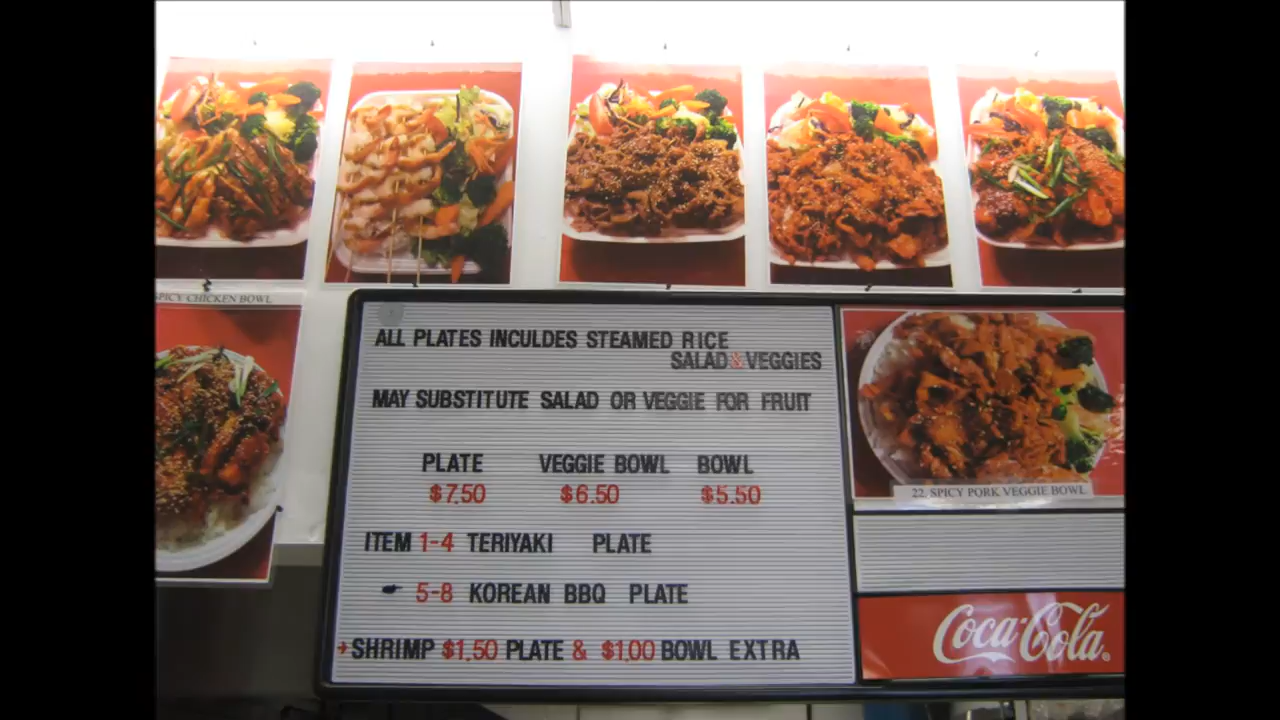 SPICY CHICKEN BOWL
ALL PLATES INCULDES STEAMED RICE
SALAD & VEGGIES
MAY SUBSTITUTE SALAD OR VEGGIE FOR FRUIT
PLATE VEGGIE BOWL BOWL
$7.50 $6.50 $5.50
ITEM 1-4 TERIYAKI PLATE
5-8 KOREAN BBQ PLATE
SHRIMP $1.50 PLATE & $1.00 BOWL EXTRA
22. SPICY PORK VEGGIE BOWL
Coca-Cola